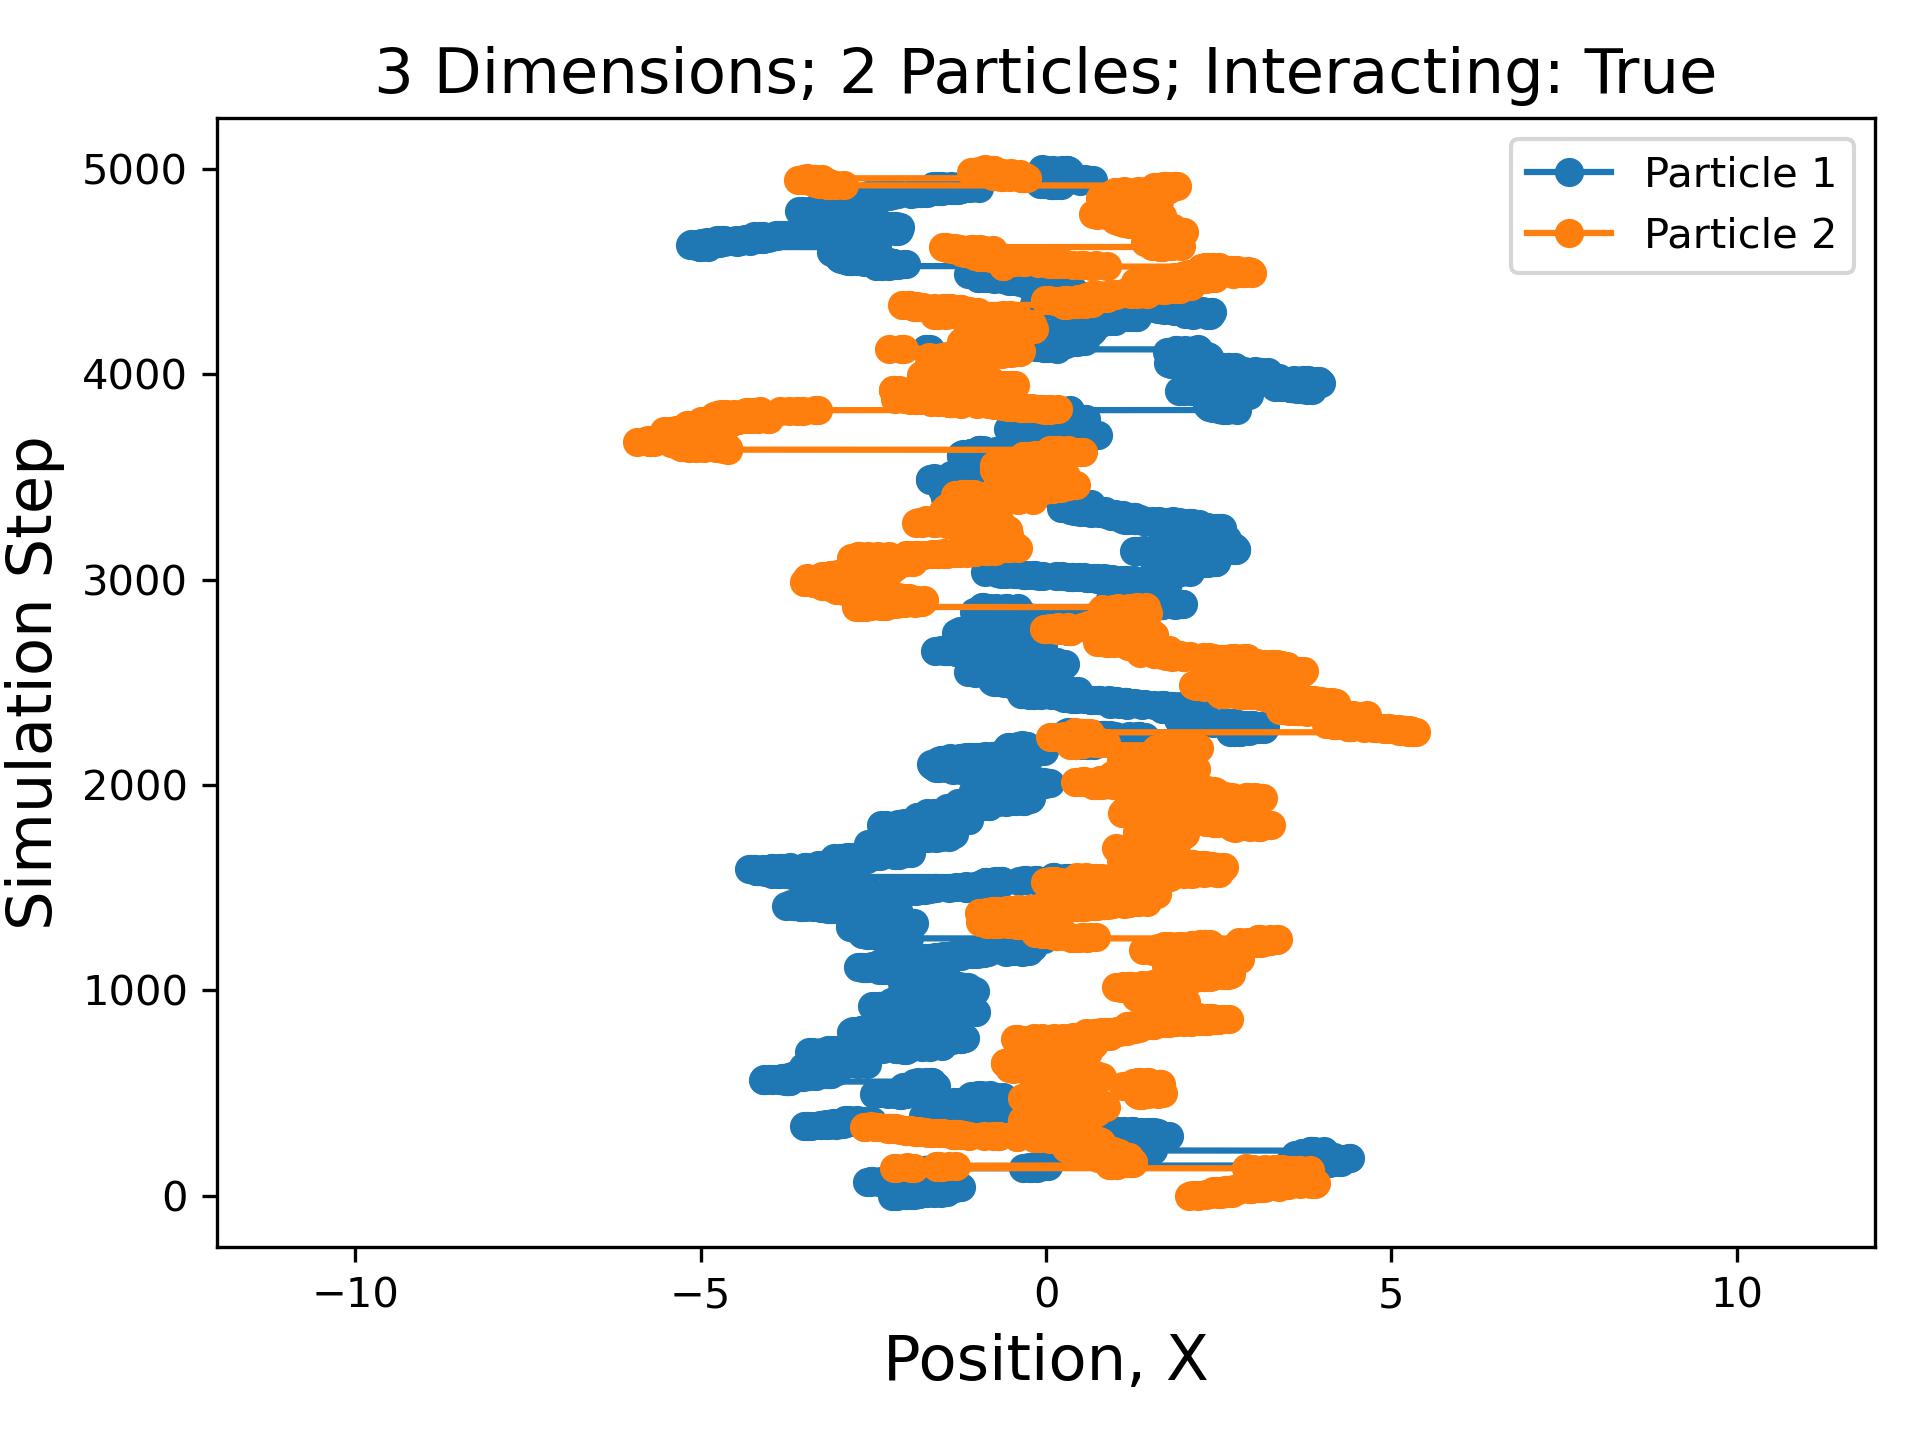 3 Dimensions; 2 Particles; Interacting: True
Particle 1
Particle 2
5000
4000
3000
2000
1000
0
Simulation Step
−10
−5
0
5
10
Position, X